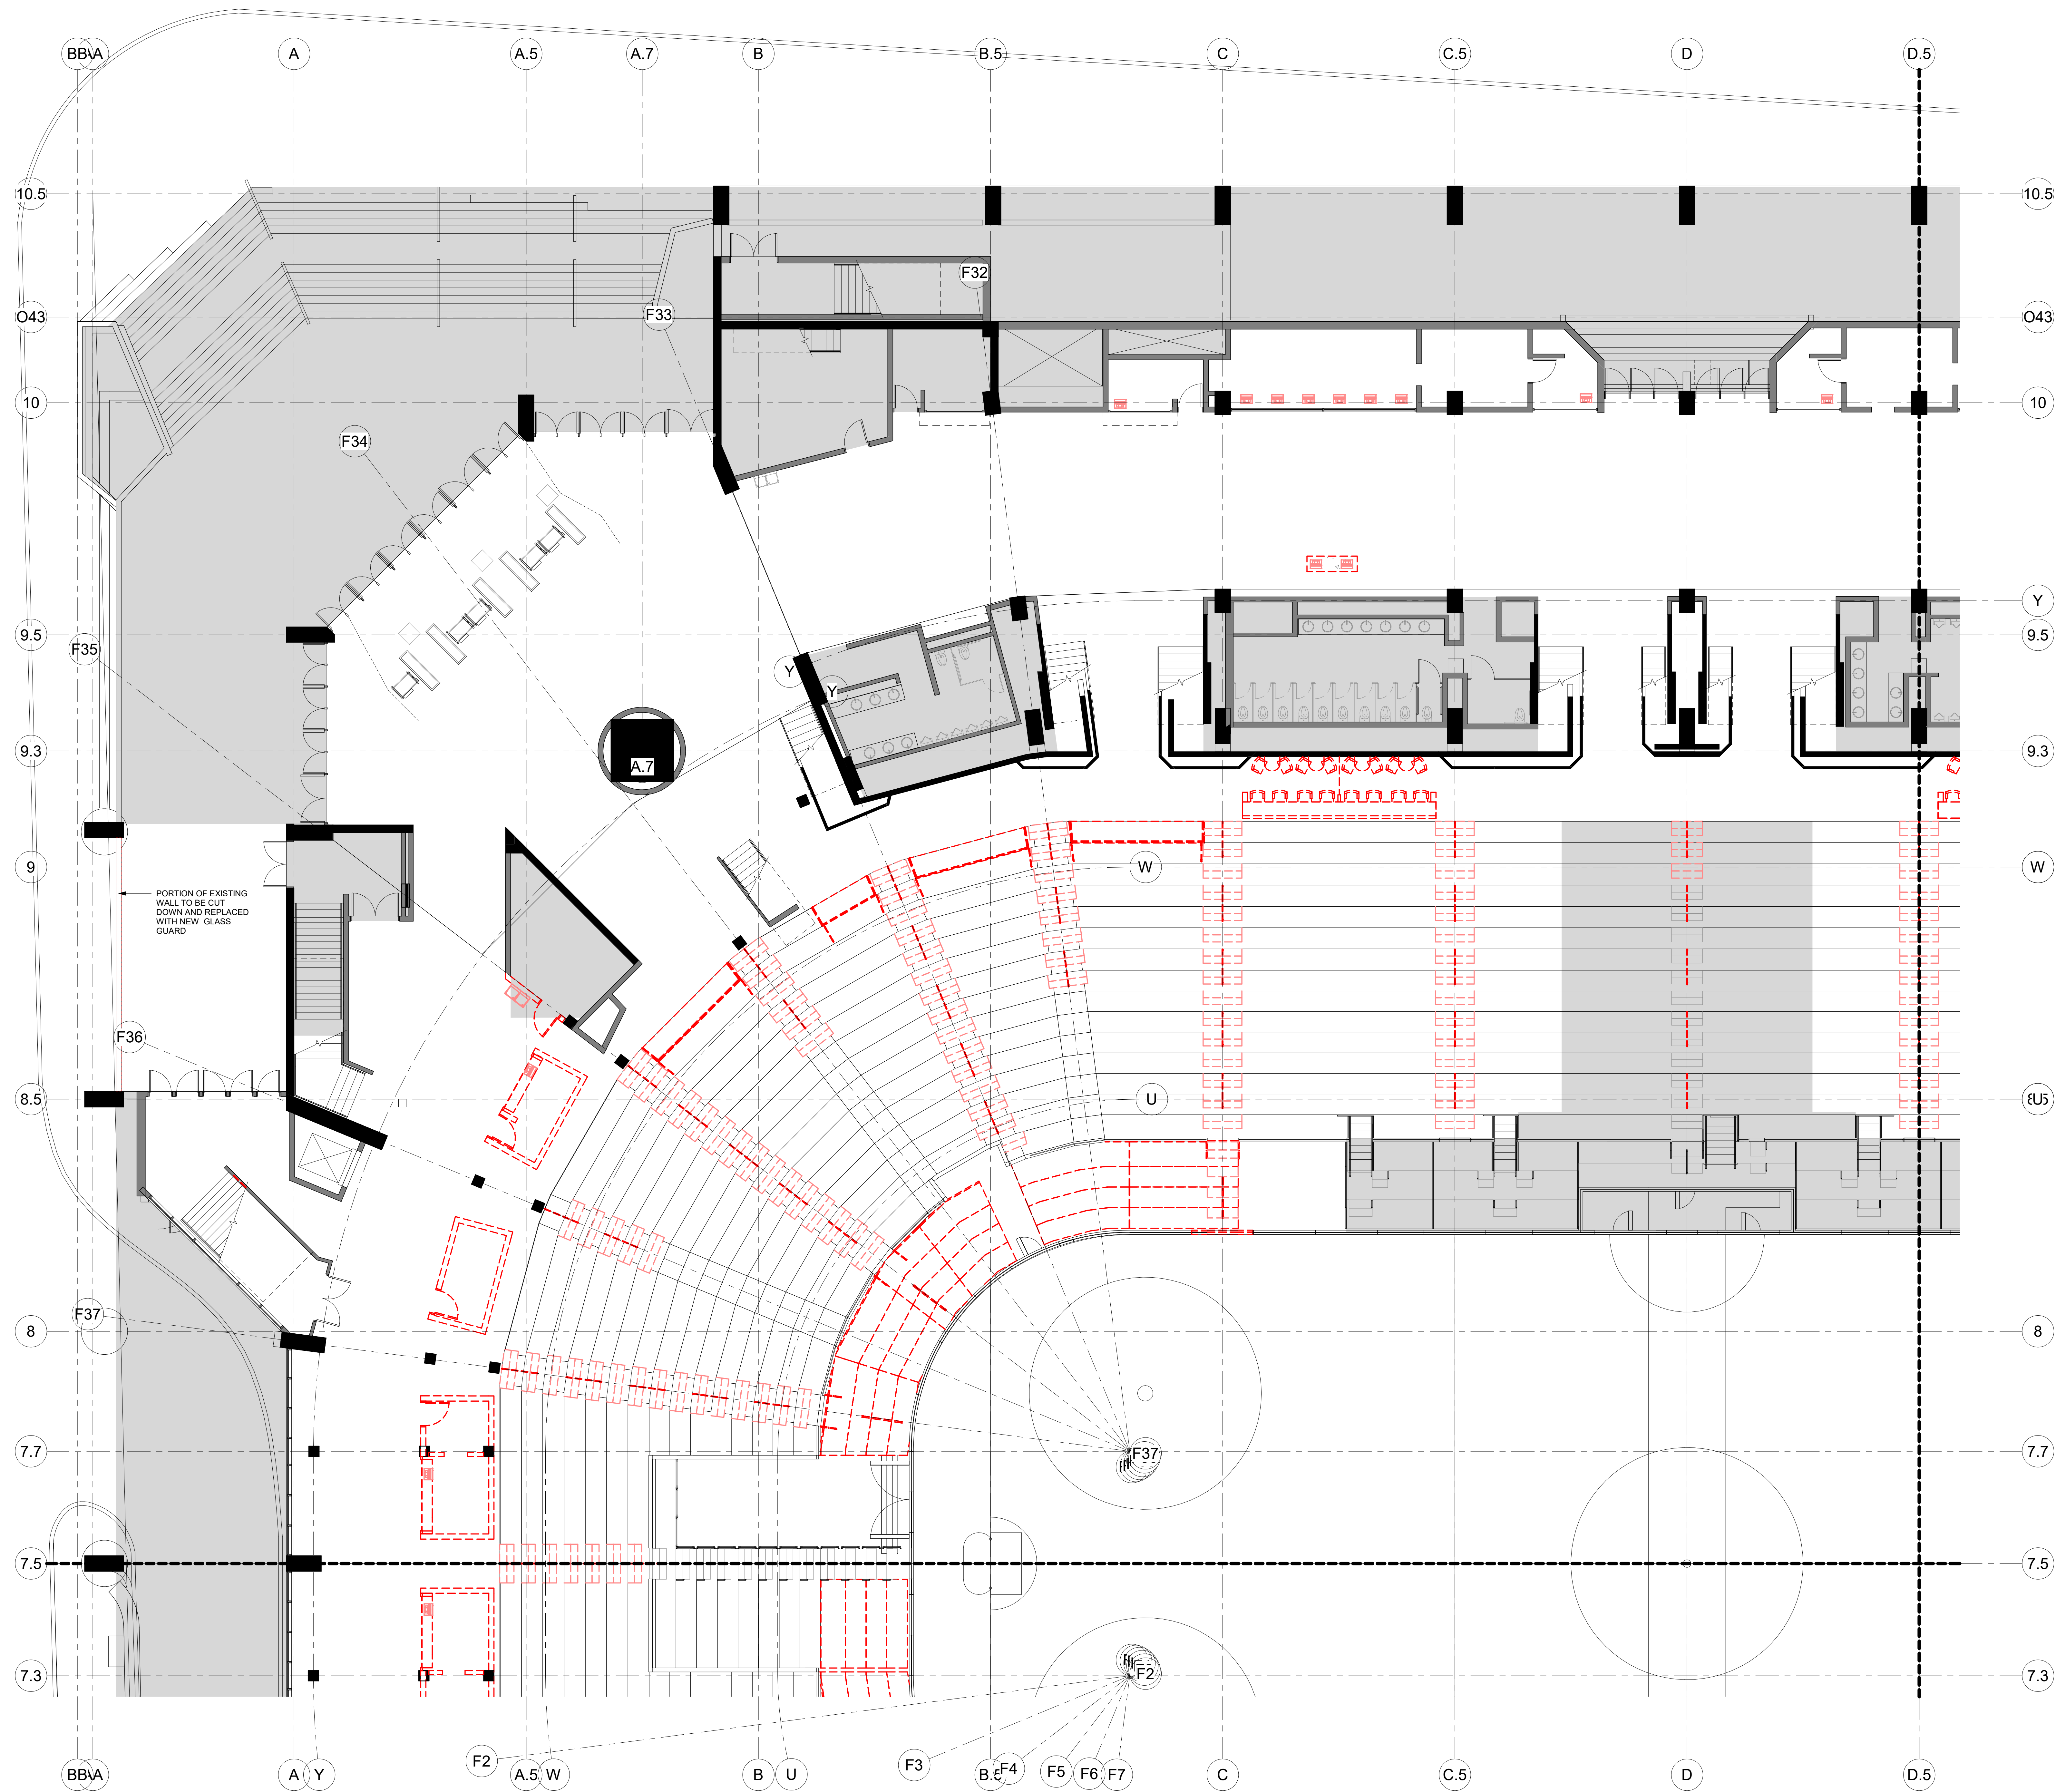 A
A.5
A.7
B
B.5
C
C.5
D
D.5
10.5
10.5
F32
O43
F33
O43
10
10
F34
Y
9.5
9.5
F35
Y
Y
9.3
9.3
A.7
9
W
W
PORTION OF EXISTING
WALL TO BE CUT
DOWN AND REPLACED
WITH NEW GLASS
GUARD
F36
8.5
U
F37
8
8
7.7
F37
7.7
7.5
7.5
7.3
F2
7.3
F2
F3
F4
F5
F6
F7
A
Y
A.5
W
B
U
C
C.5
D
D.5